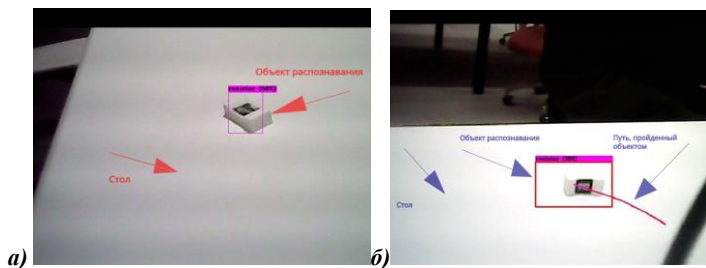 Объект распознавания
Стол
а)
Объект распознавания
Путь, пройденный
объектом
Стол
б)